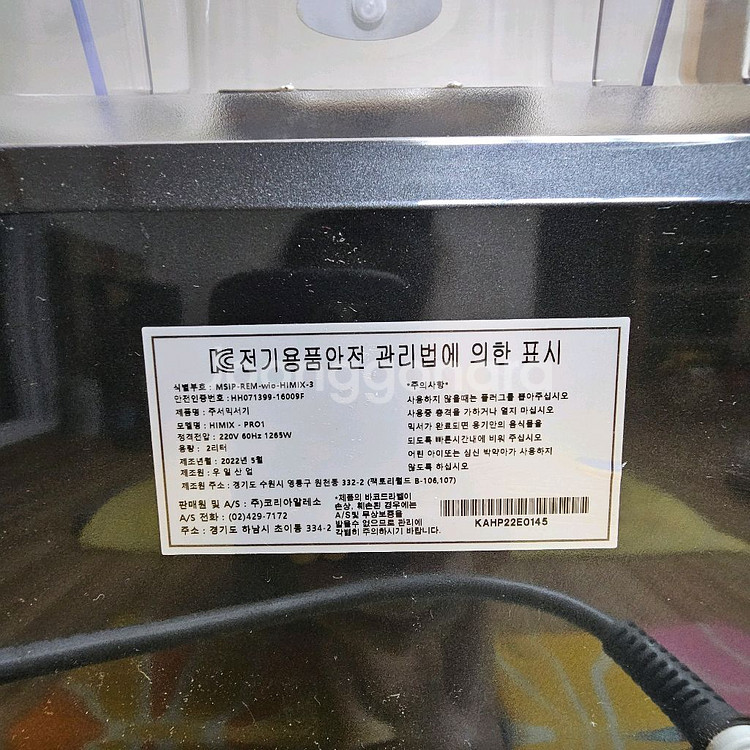 전기용품안전 관리법에 의한 표시
식별부호 : MSIP-REM-wio-HIMIX-3
안전인증번호 : HH071399-16009F
제품명 : 주서믹서기
모델명 : HIMIX - PRO1
정격전압 : 220V 60Hz 1265W
용량 : 2리터
제조년월 : 2022년 5월
제조원 : 우일산업
제조원 주소 : 경기도 수원시 영통구 원천동 332-2 (팩토리월드 B-106,107)
*주의사항*
사용하지 않을때는 플러그를 뽑아주십시요
사용중 충격을 가하거나 열지 마십시요
믹서가 완료되면 용기안의 음식물을
되도록 빠른시간내에 비워 주십시요
어린 아이또는 심신 박약아가 사용하지
않도록 하십시요
판매원 및 A/S : 주)코리아알레소
A/S 전화 : (02)429-7172
주소 : 경기도 하남시 초이동 334-2
*제품의 바코드라벨이
손상, 훼손된 경우에는
A/S및 무상보증을
받을수 없으므로 관리에
각별히 주의하시기 바랍니다.
KAHP22E0145